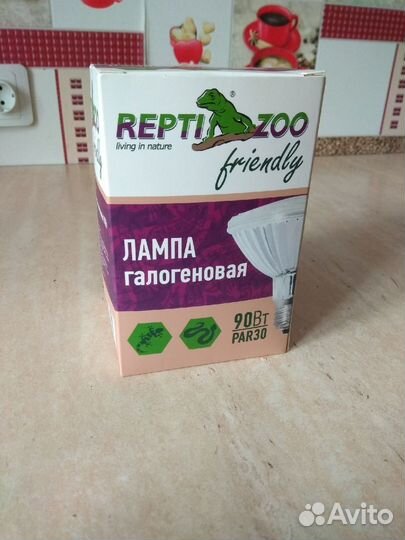 REPTI ZOO
®
living in nature
friendly
ЛАМПА
галогеновая
90Вт
PAR30
Avito